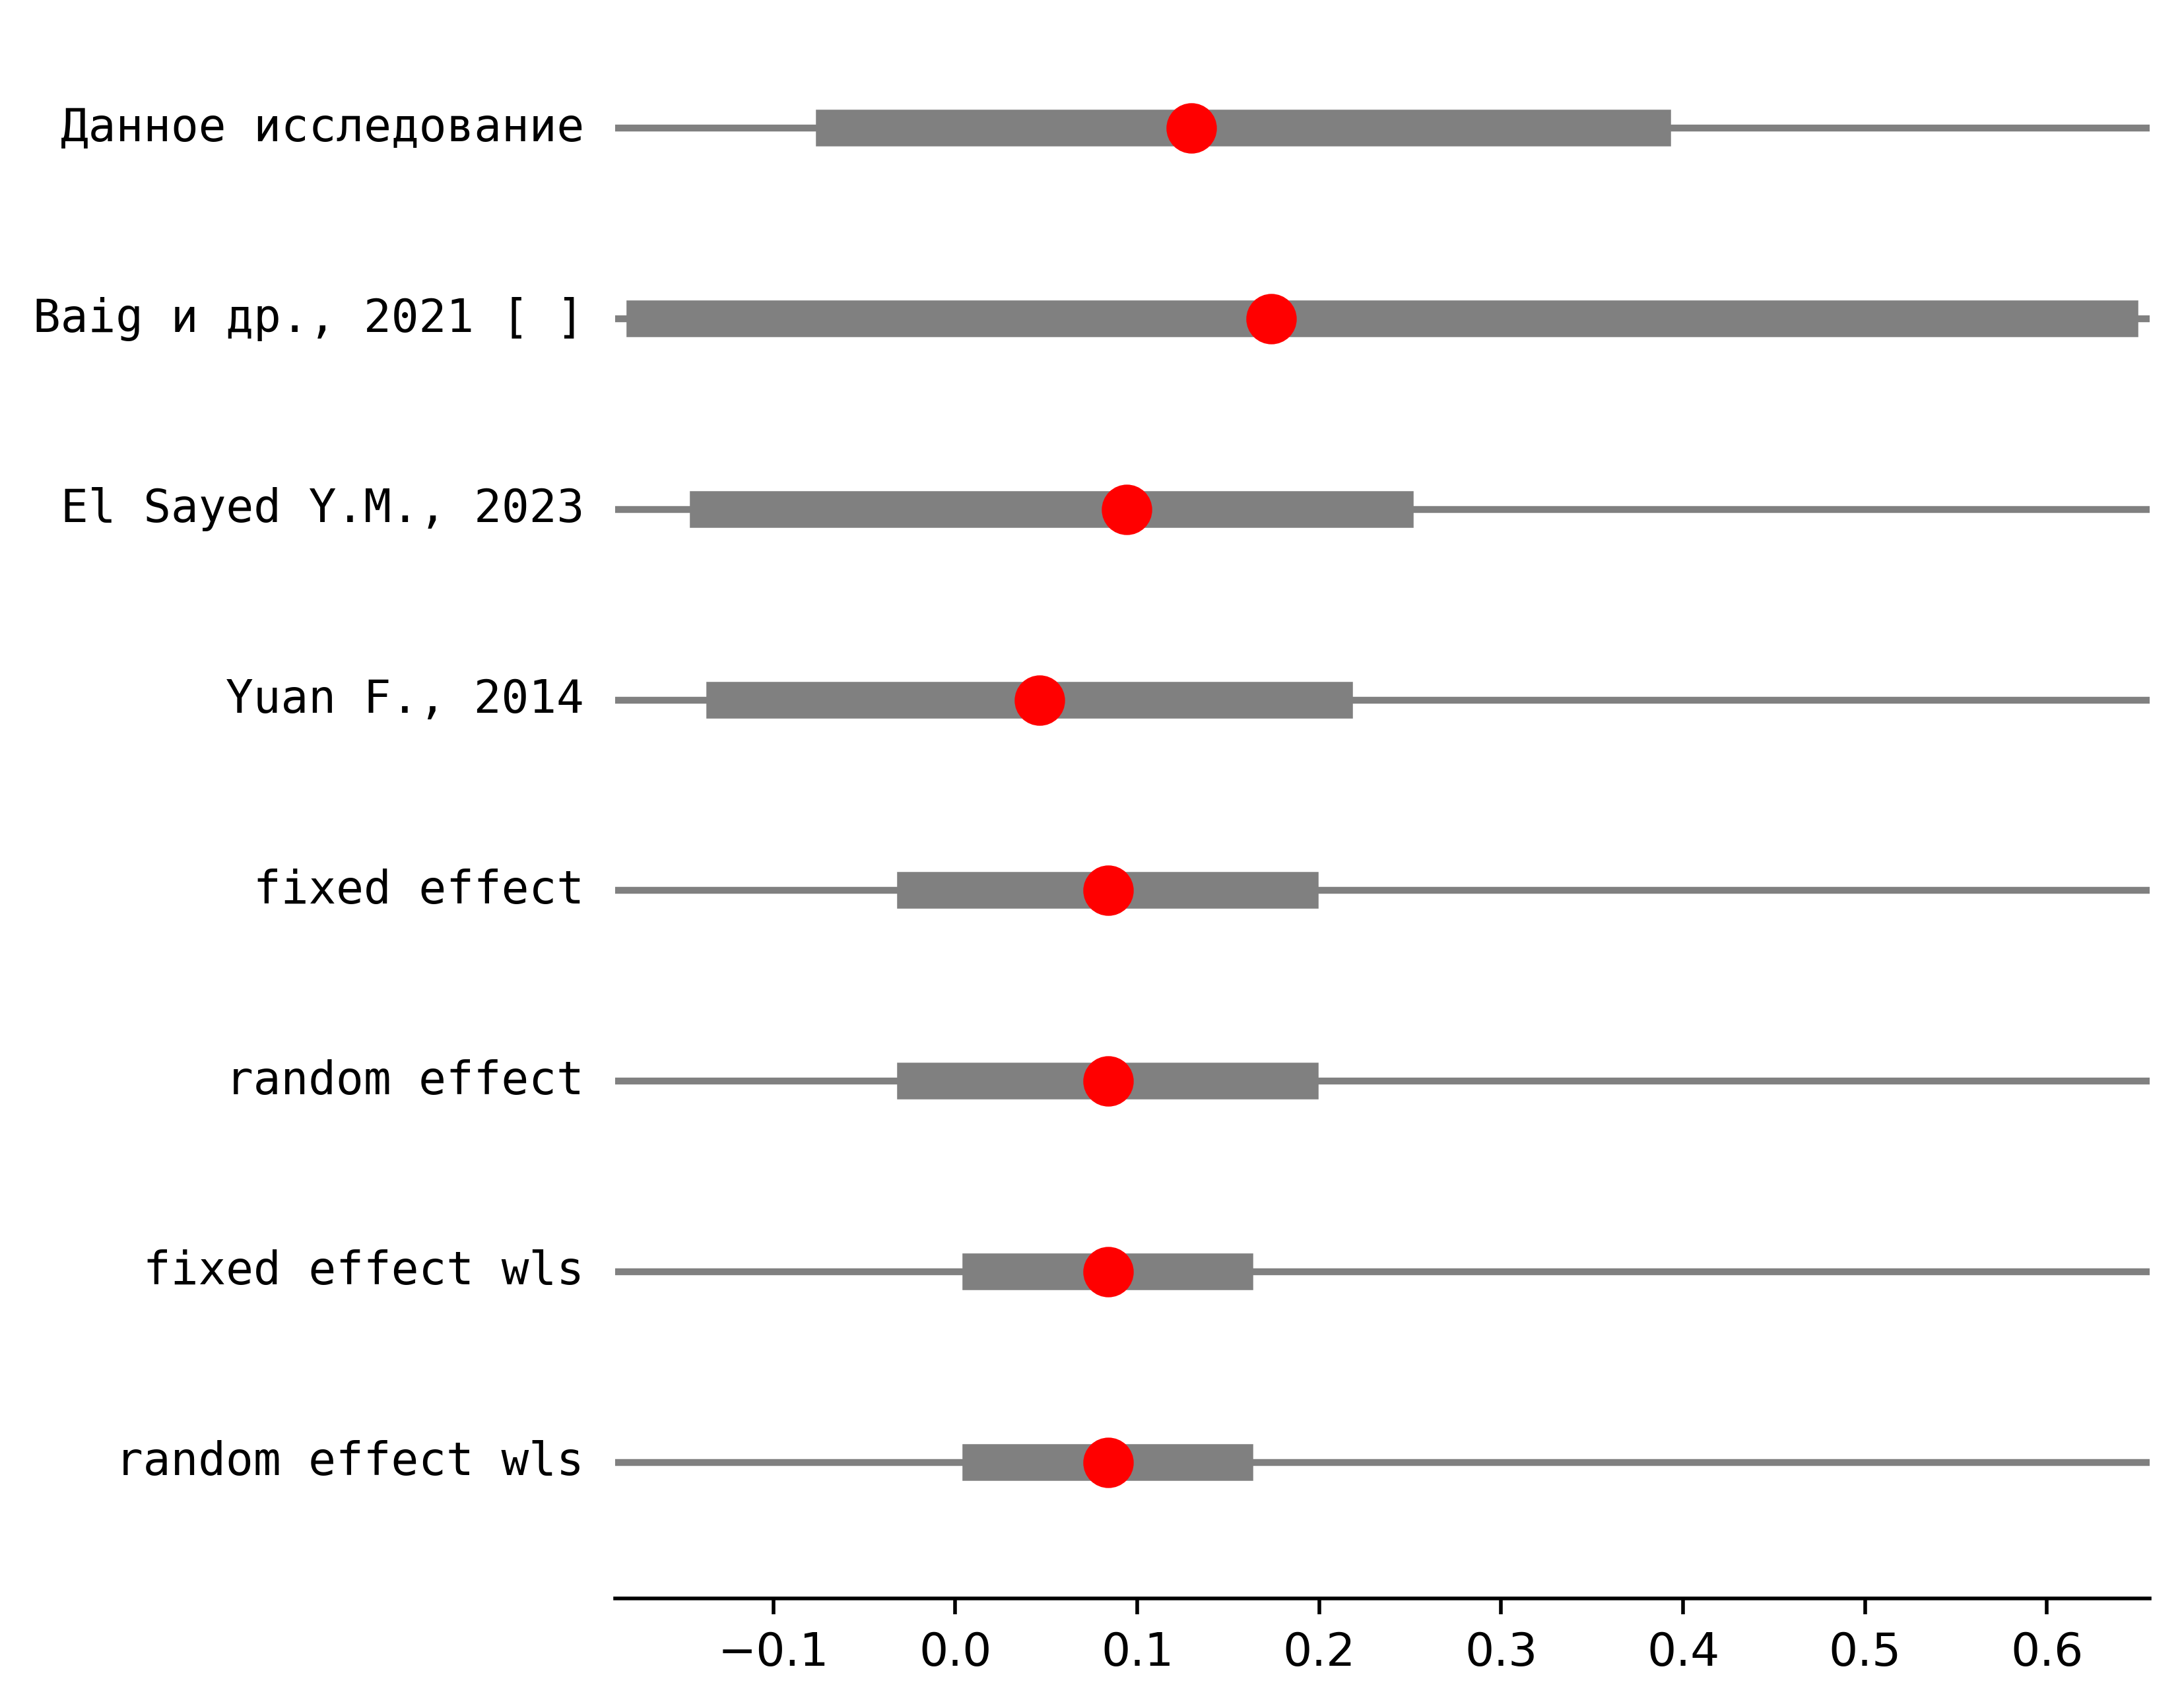 Данное исследование
Baig и др., 2021 [ ]
El Sayed Y.M., 2023
Yuan F., 2014
fixed effect
random effect
fixed effect wls
random effect wls
−0.1 0.0 0.1 0.2 0.3 0.4 0.5 0.6